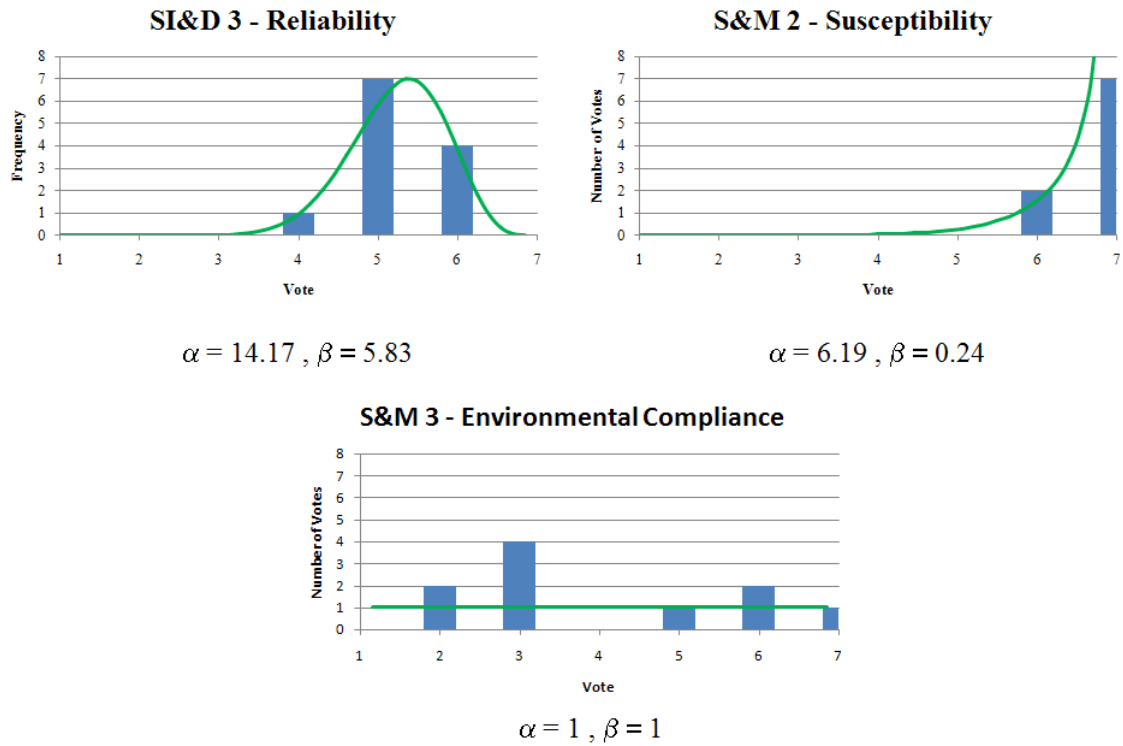 SI&D 3 - Reliability
8
7
6
5
4
3
2
1
0
Frequency
1 2 3 4 5 6 7
Vote
α = 14.17 , β = 5.83
S&M 2 - Susceptibility
8
7
6
5
4
3
2
1
0
Number of Votes
1 2 3 4 5 6 7
Vote
α = 6.19 , β = 0.24
S&M 3 - Environmental Compliance
8
7
6
5
4
3
2
1
0
Number of Votes
1 2 3 4 5 6 7
Vote
α = 1 , β = 1